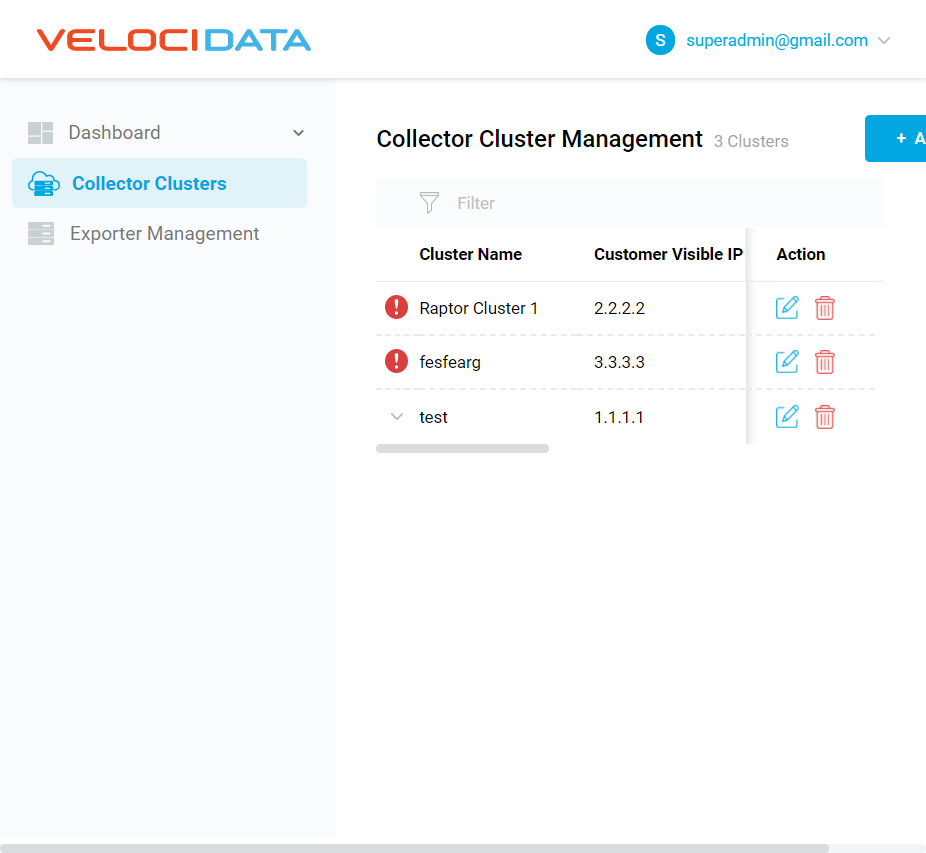 VELOCIDATA
S superadmin@gmail.com
Dashboard
Collector Clusters
Exporter Management
Collector Cluster Management 3 Clusters
+ A
Filter
Cluster Name Customer Visible IP Action
Raptor Cluster 1 2.2.2.2
fesfearg 3.3.3.3
test 1.1.1.1